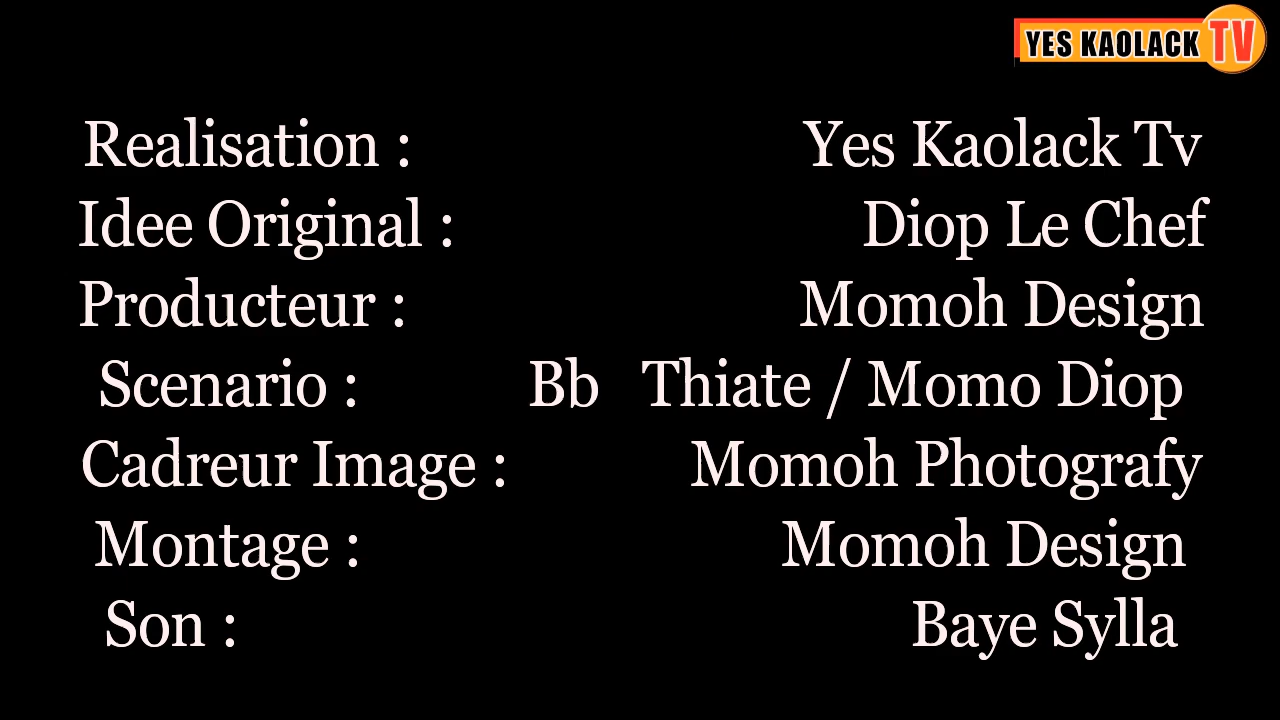 YES KAOLACK TV
Realisation : Yes Kaolack Tv
Idee Original : Diop Le Chef
Producteur : Momoh Design
Scenario : Bb Thiate / Momo Diop
Cadreur Image : Momoh Photografy
Montage : Momoh Design
Son : Baye Sylla